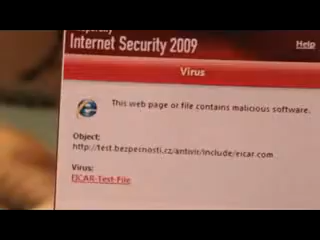 Internet Security 2009
Help
Virus
This web page or file contains malicious software.
Object:
http://test.bezpecnosti.cz/antivir/include/eicar.com
Virus:
EICAR-Test-File